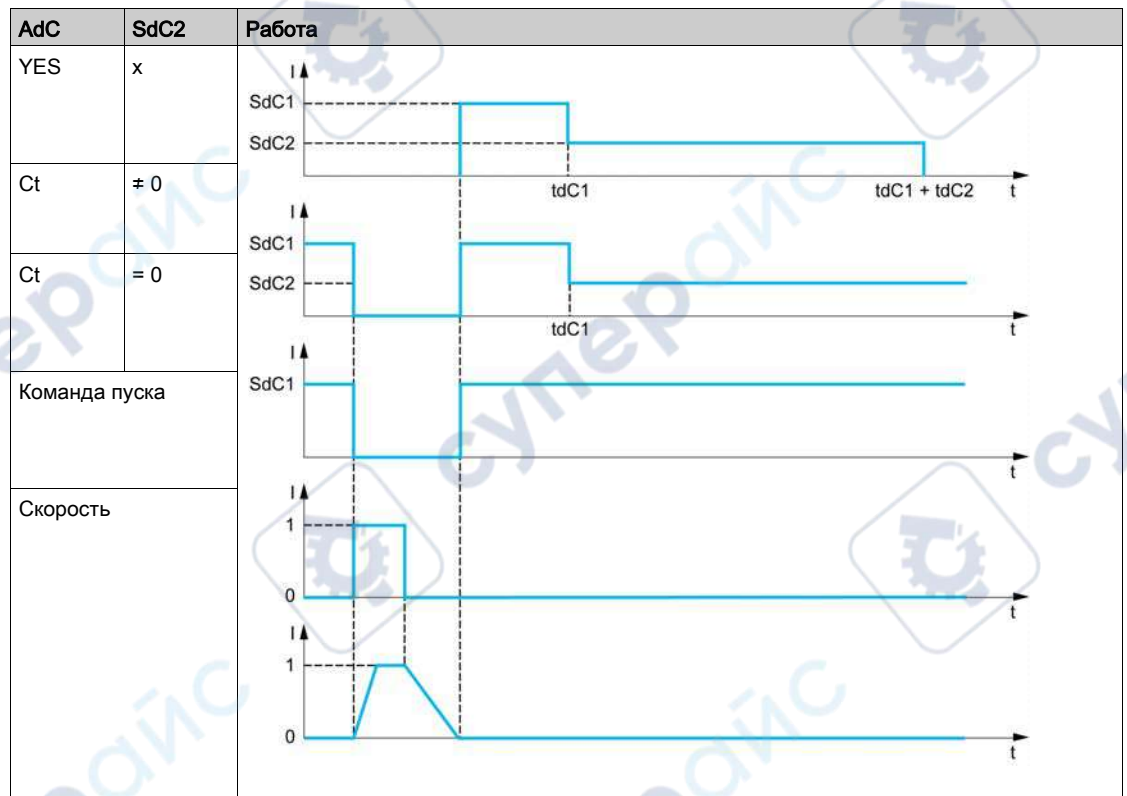 AdC SdC2 Работа
YES x
I
SdC1
SdC2
tdC1 tdC1 + tdC2 t
Ct ≠ 0
I
SdC1
SdC2
tdC1 t
Ct = 0
I
SdC1
t
Команда пуска
I
1
0
t
Скорость
I
1
0
t
суперайс